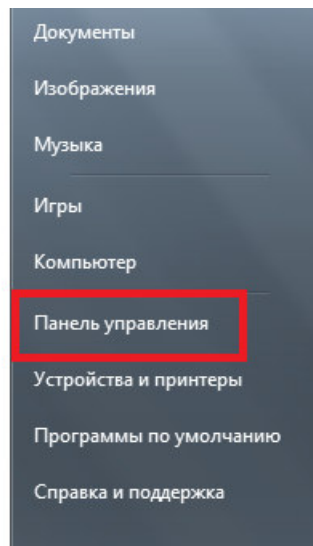 Документы
Изображения
Музыка
Игры
Компьютер
Панель управления
Устройства и принтеры
Программы по умолчанию
Справка и поддержка